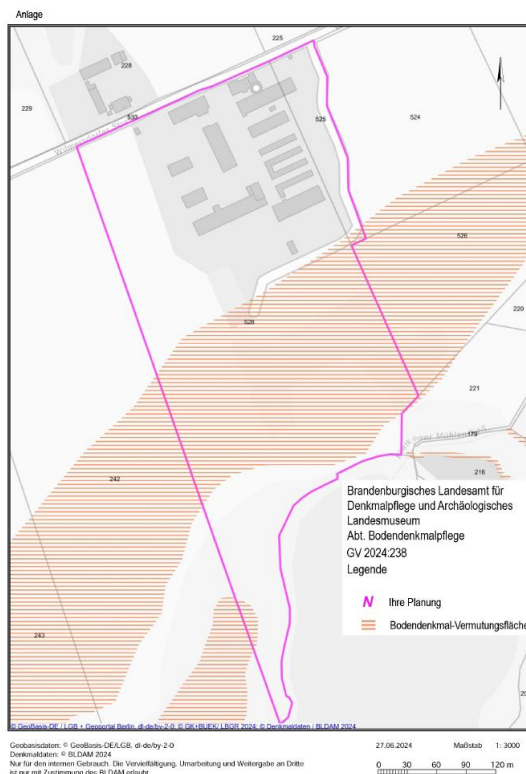 Anlage
225
228
229
533
525
524
526
528
220
221
179
216
242
243
Brandenburgisches Landesamt für
Denkmalpflege und Archäologisches
Landesmuseum
Abt. Bodendenkmalpflege
GV 2024:238
Legende
N Ihre Planung
Bodendenkmal-Vermutungsfläche
© GeoBasis-DE / LGB + Geoportal Berlin, dl-de/by-2-0; © GK+BUEK/ LBGR 2024; © Denkmaldaten / BLDAM 2024
Geobasisdaten: © GeoBasis-DE/LGB, dl-de/by-2-0
Denkmaldaten: © BLDAM 2024
Nur für den internen Gebrauch. Die Vervielfältigung, Umarbeitung und Weitergabe an Dritte
ist nur mit Zustimmung des BLDAM erlaubt
27.06.2024 Maßstab 1: 3000
0 30 60 90 120 m